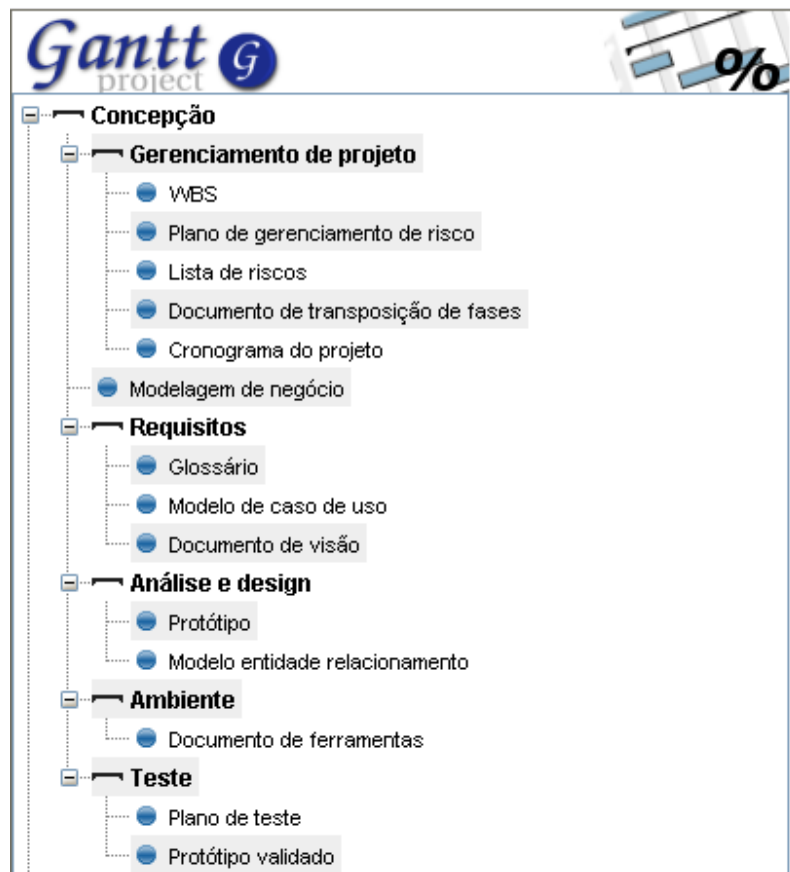 Gantt G
project
%
Concepção
Gerenciamento de projeto
WBS
Plano de gerenciamento de risco
Lista de riscos
Documento de transposição de fases
Cronograma do projeto
Modelagem de negócio
Requisitos
Glossário
Modelo de caso de uso
Documento de visão
Análise e design
Protótipo
Modelo entidade relacionamento
Ambiente
Documento de ferramentas
Teste
Plano de teste
Protótipo validado